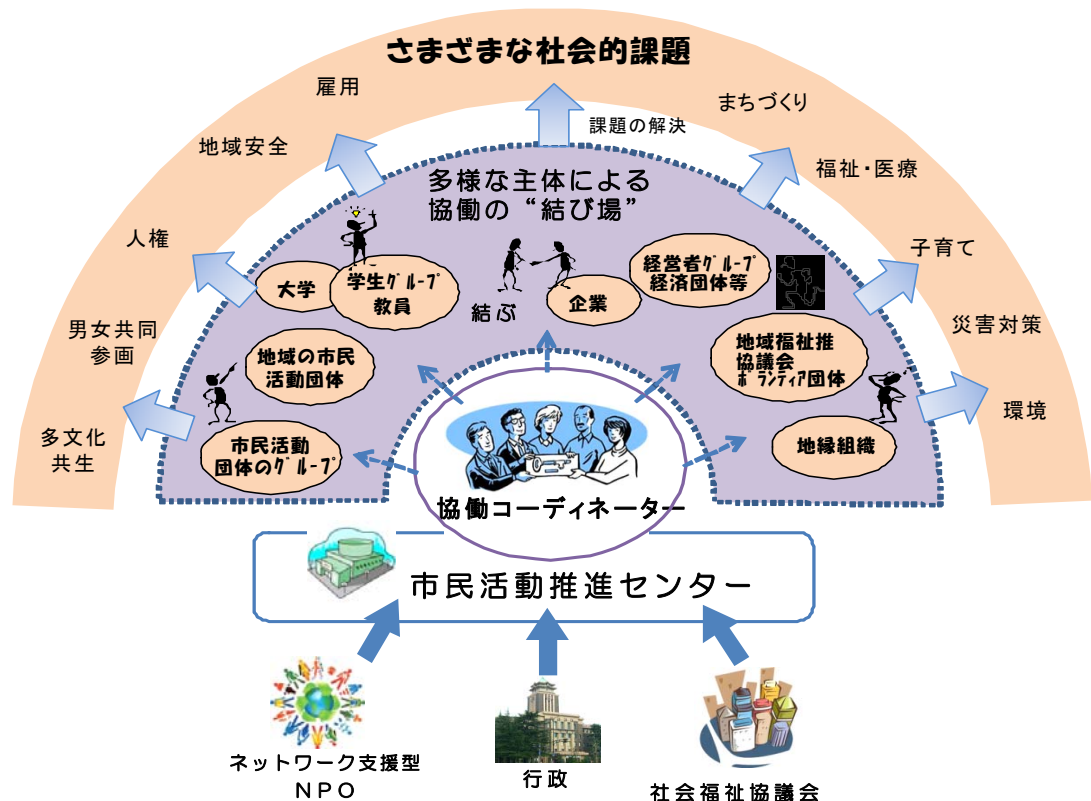 さまざまな社会的課題
雇用
まちづくり
課題の解決
地域安全
福祉・医療
多様な主体による
協働の“結び場”
人権
子育て
学生グループ
教員
大学
経営者グループ
経済団体等
企業
結ぶ
男女共同
参画
災害対策
地域の市民
活動団体
地域福祉推
協議会
ボランティア団体
環境
多文化
共生
市民活動
団体のグループ
地縁組織
協働コーディネーター
市民活動推進センター
ネットワーク支援型
ＮＰＯ
行政
社会福祉協議会